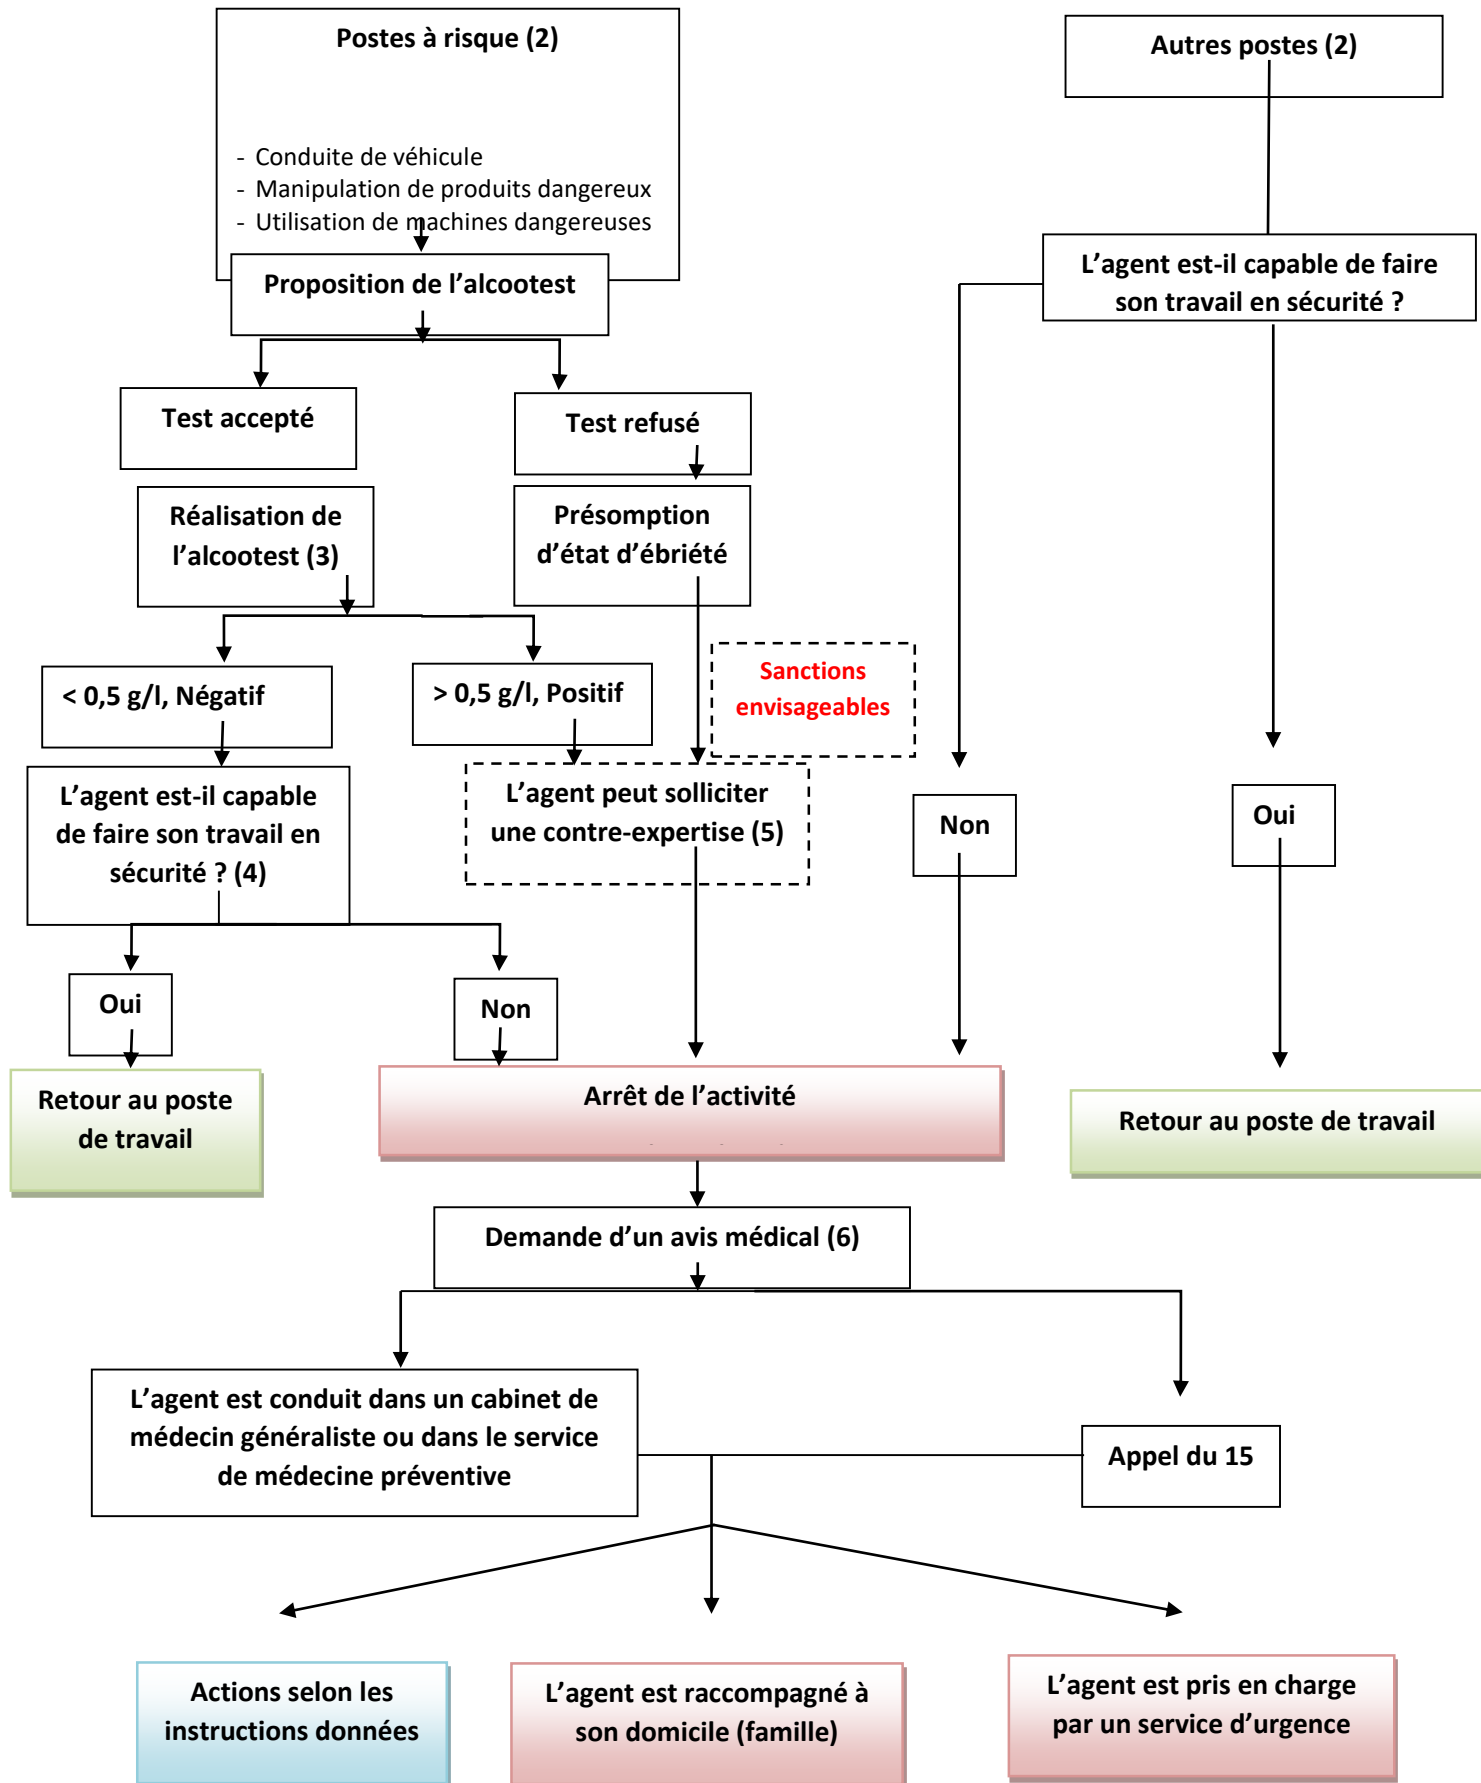 Postes à risque (2)
- Conduite de véhicule
- Manipulation de produits dangereux
- Utilisation de machines dangereuses
Autres postes (2)
Proposition de l’alcootest
L’agent est-il capable de faire
son travail en sécurité ?
Test accepté
Test refusé
Réalisation de
l’alcootest (3)
Présomption
d’état d’ébriété
Sanctions
envisageables
< 0,5 g/l, Négatif
> 0,5 g/l, Positif
L’agent est-il capable
de faire son travail en
sécurité ? (4)
L’agent peut solliciter
une contre-expertise (5)
Non
Oui
Oui
Non
Retour au poste
de travail
Arrêt de l’activité
Retour au poste de travail
Demande d’un avis médical (6)
L’agent est conduit dans un cabinet de
médecin généraliste ou dans le service
de médecine préventive
Appel du 15
Actions selon les
instructions données
L’agent est raccompagné à
son domicile (famille)
L’agent est pris en charge
par un service d’urgence